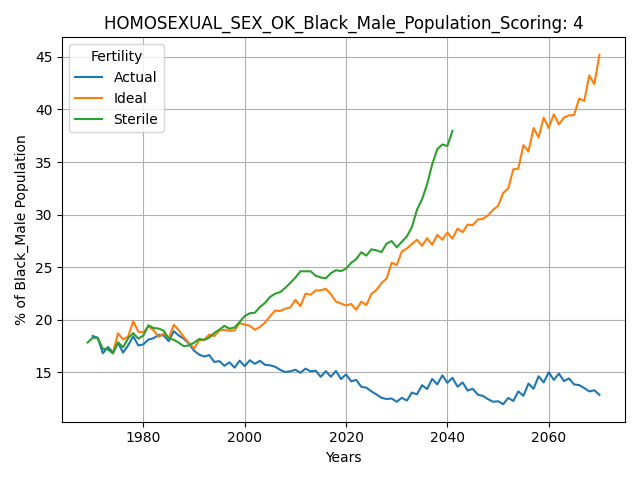 HOMOSEXUAL_SEX_OK_Black_Male_Population_Scoring: 4
Fertility
Actual
Ideal
Sterile
% of Black_Male Population
45
40
35
30
25
20
15
1980
2000
2020
2040
2060
Years